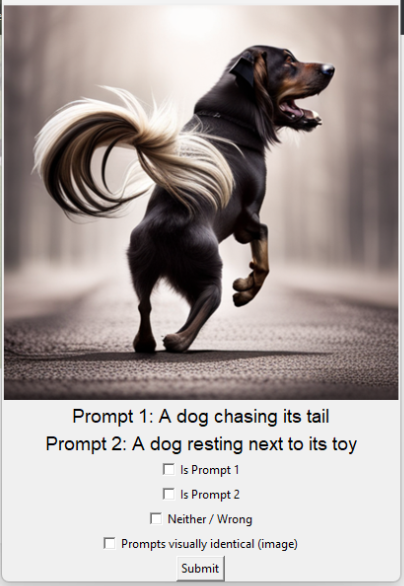 Prompt 1: A dog chasing its tail
Prompt 2: A dog resting next to its toy
Is Prompt 1
Is Prompt 2
Neither / Wrong
Prompts visually identical (image)
Submit